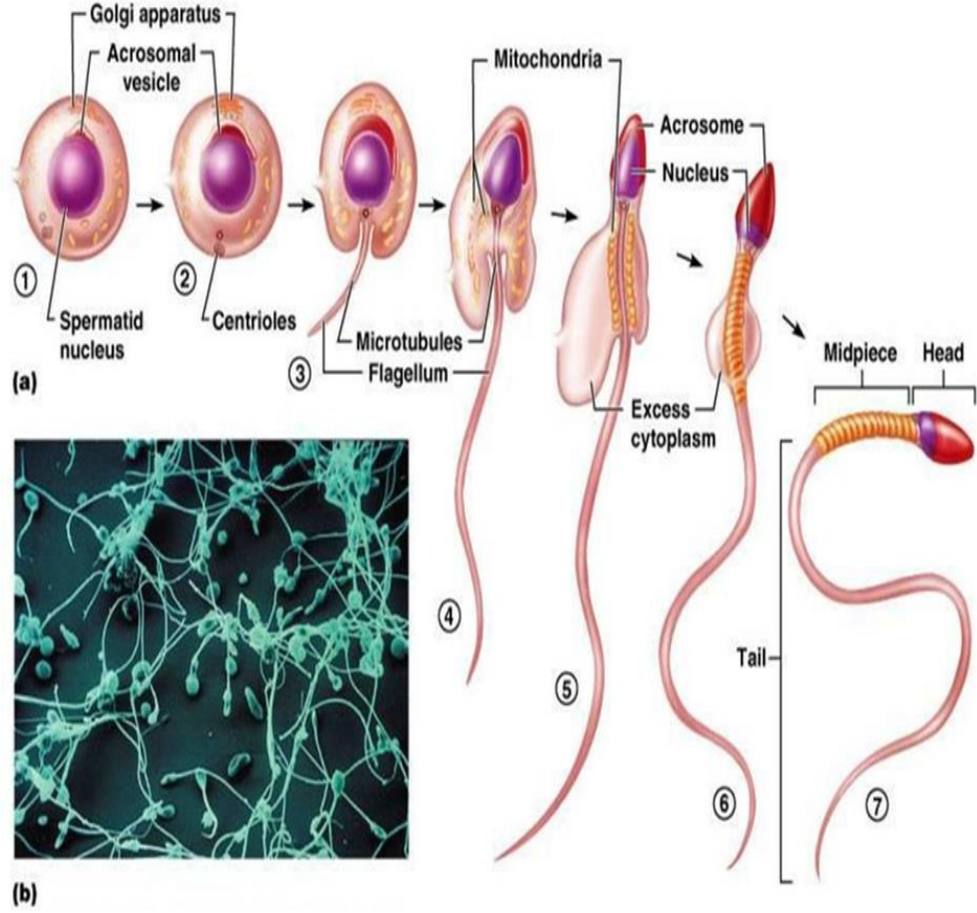 Golgi apparatus
Acrosomal
vesicle
Mitochondria
Acrosome
Nucleus
①
②
Spermatid
nucleus
Centrioles
Microtubules
③
Flagellum
(a)
Midpiece
Head
Excess
cytoplasm
④
⑤
Tail
⑥
⑦
(b)